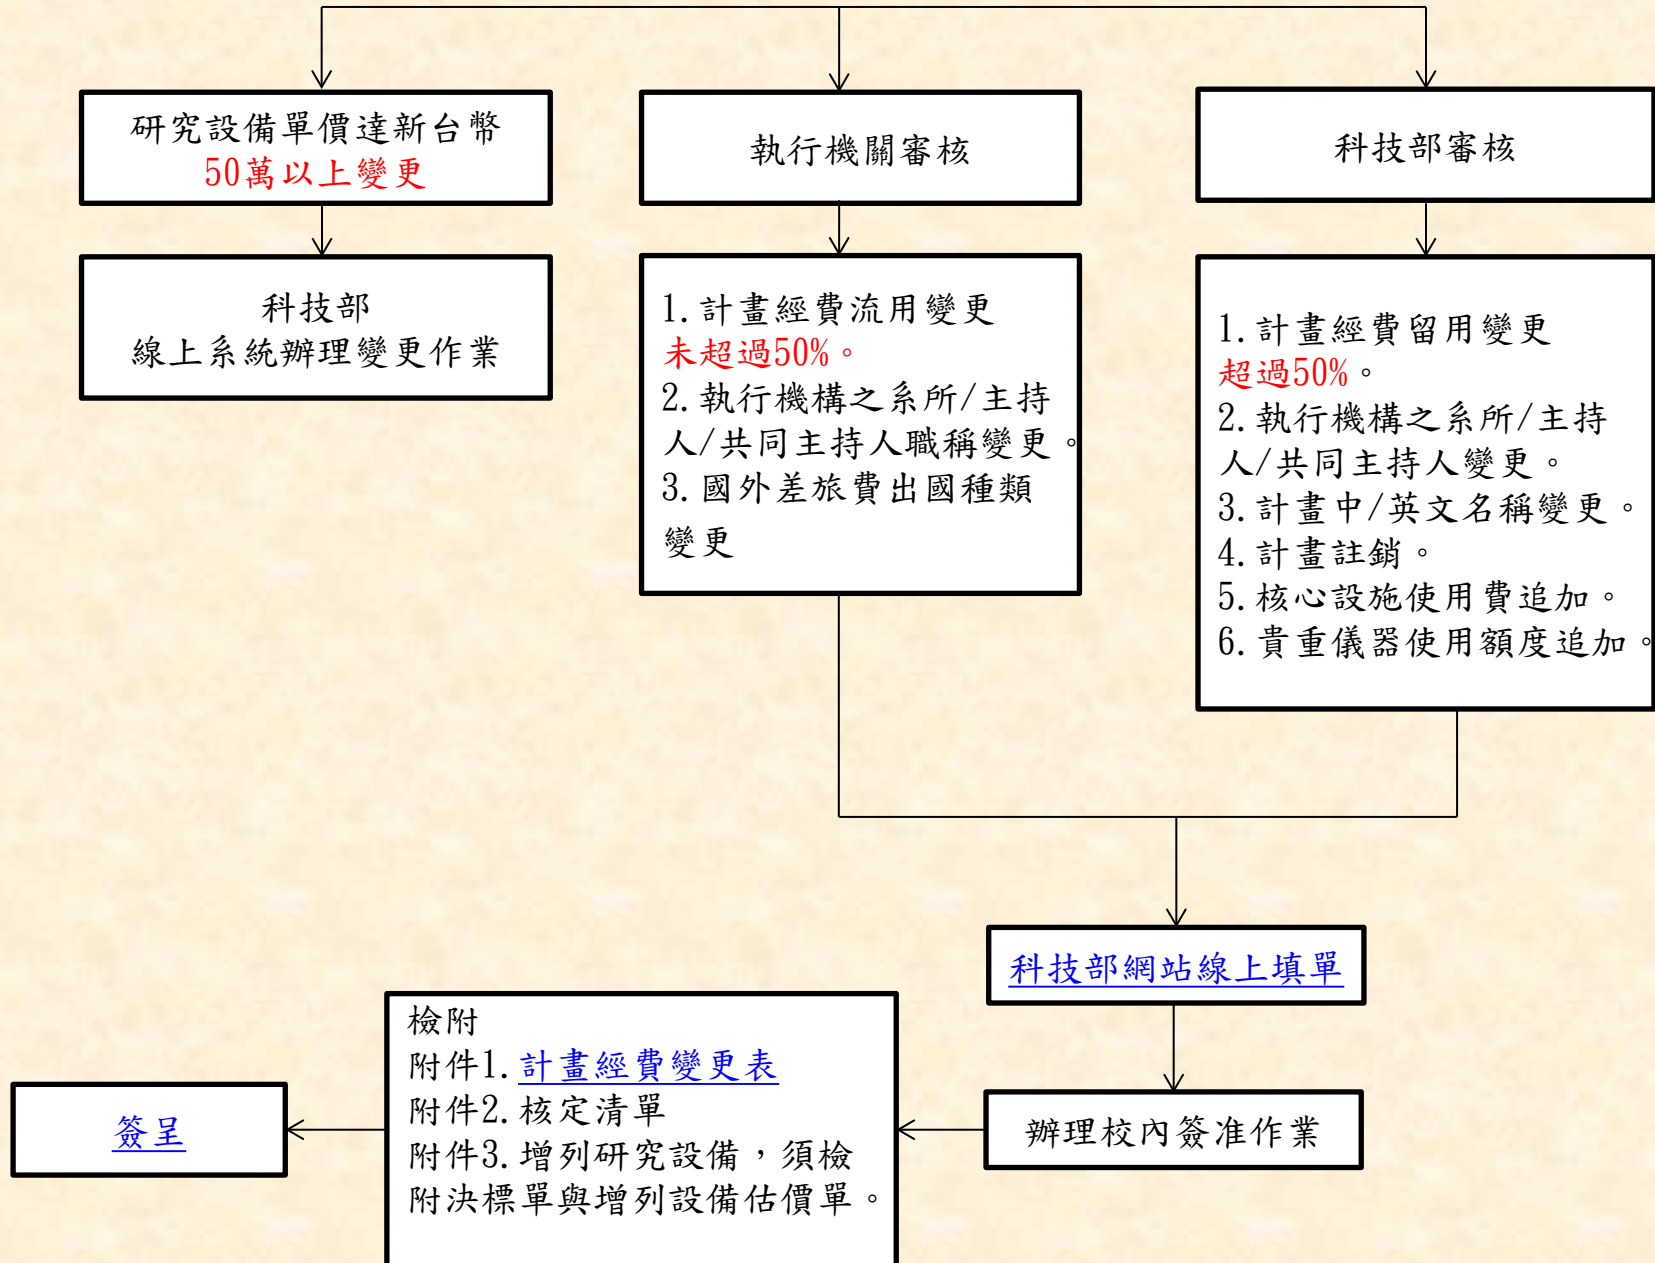 研究設備單價達新台幣
50萬以上變更
執行機關審核
科技部審核
科技部
線上系統辦理變更作業
1.計畫經費流用變更
未超過50%。
2.執行機構之系所/主持
人/共同主持人職稱變更。
3.國外差旅費出國種類
變更
1.計畫經費留用變更
超過50%。
2.執行機構之系所/主持
人/共同主持人變更。
3.計畫中/英文名稱變更。
4.計畫註銷。
5.核心設施使用費追加。
6.貴重儀器使用額度追加。
科技部網站線上填單
辦理校內簽准作業
檢附
附件1.計畫經費變更表
附件2.核定清單
附件3.增列研究設備，須檢
附決標單與增列設備估價單。
簽呈